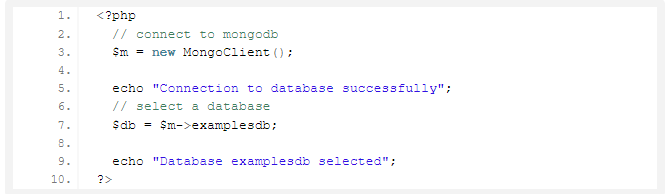 1. <?php
2. // connect to mongodb
3. $m = new MongoClient();
4.
5. echo "Connection to database successfully";
6. // select a database
7. $db = $m->examplesdb;
8.
9. echo "Database examplesdb selected";
10. ?>